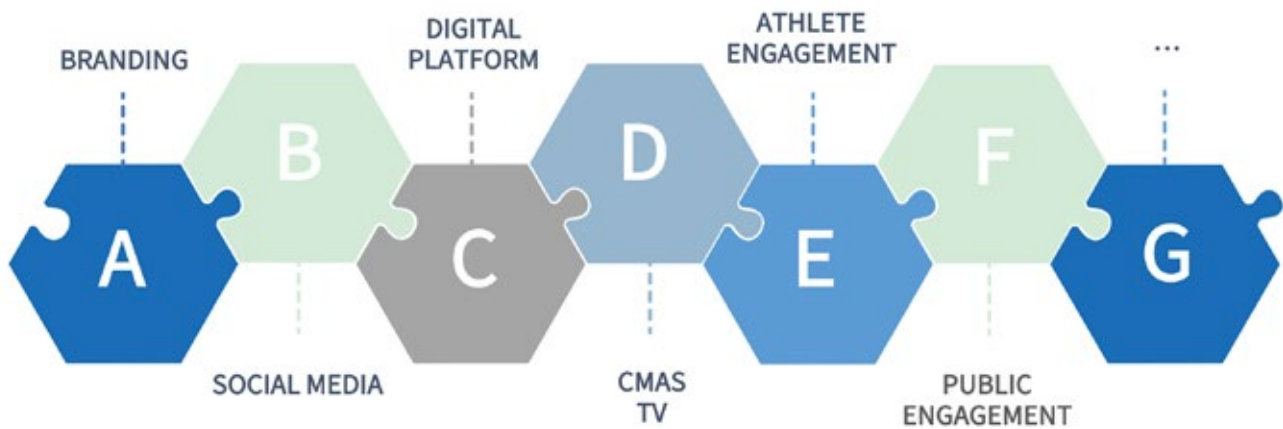 BRANDING
DIGITAL
PLATFORM
ATHLETE
ENGAGEMENT
...
A
B
C
D
E
F
G
SOCIAL MEDIA
CMAS
TV
PUBLIC
ENGAGEMENT